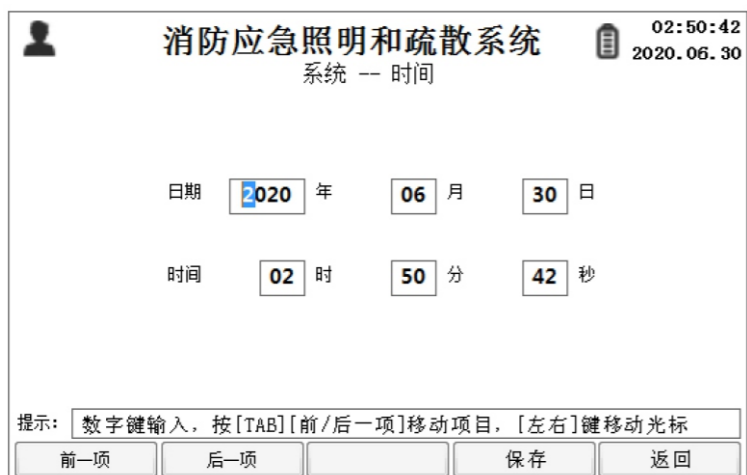 消防应急照明和疏散系统
02:50:42
系统 -- 时间
2020.06.30
日期 2020 年 06 月 30 日
时间 02 时 50 分 42 秒
提示: 数字键输入, 按[TAB][前/后一项]移动项目, [左右]键移动光标
前一项 后一项 保存 返回